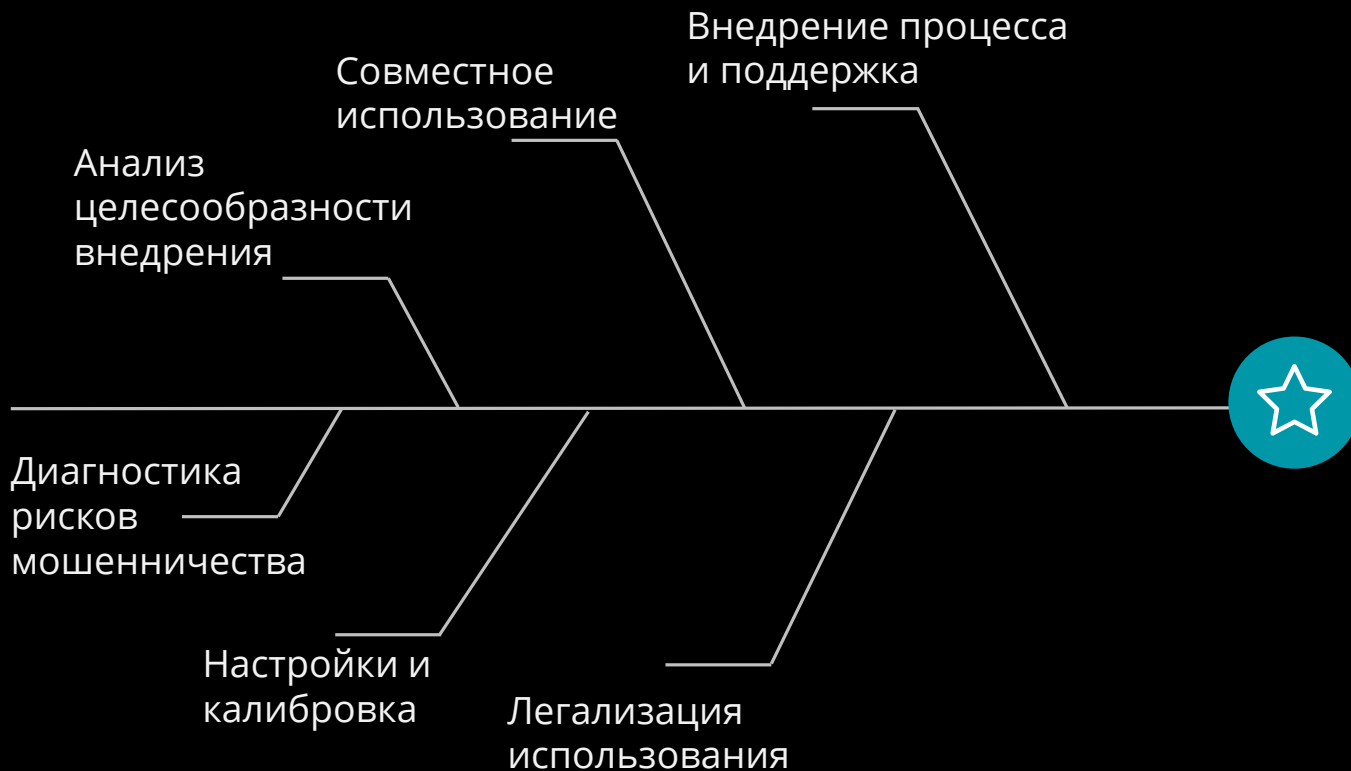 Внедрение процесса
и поддержка
Совместное
использование
Анализ
целесообразности
внедрения
Диагностика
рисков
мошенничества
Настройки и
калибровка
Легализация
использования